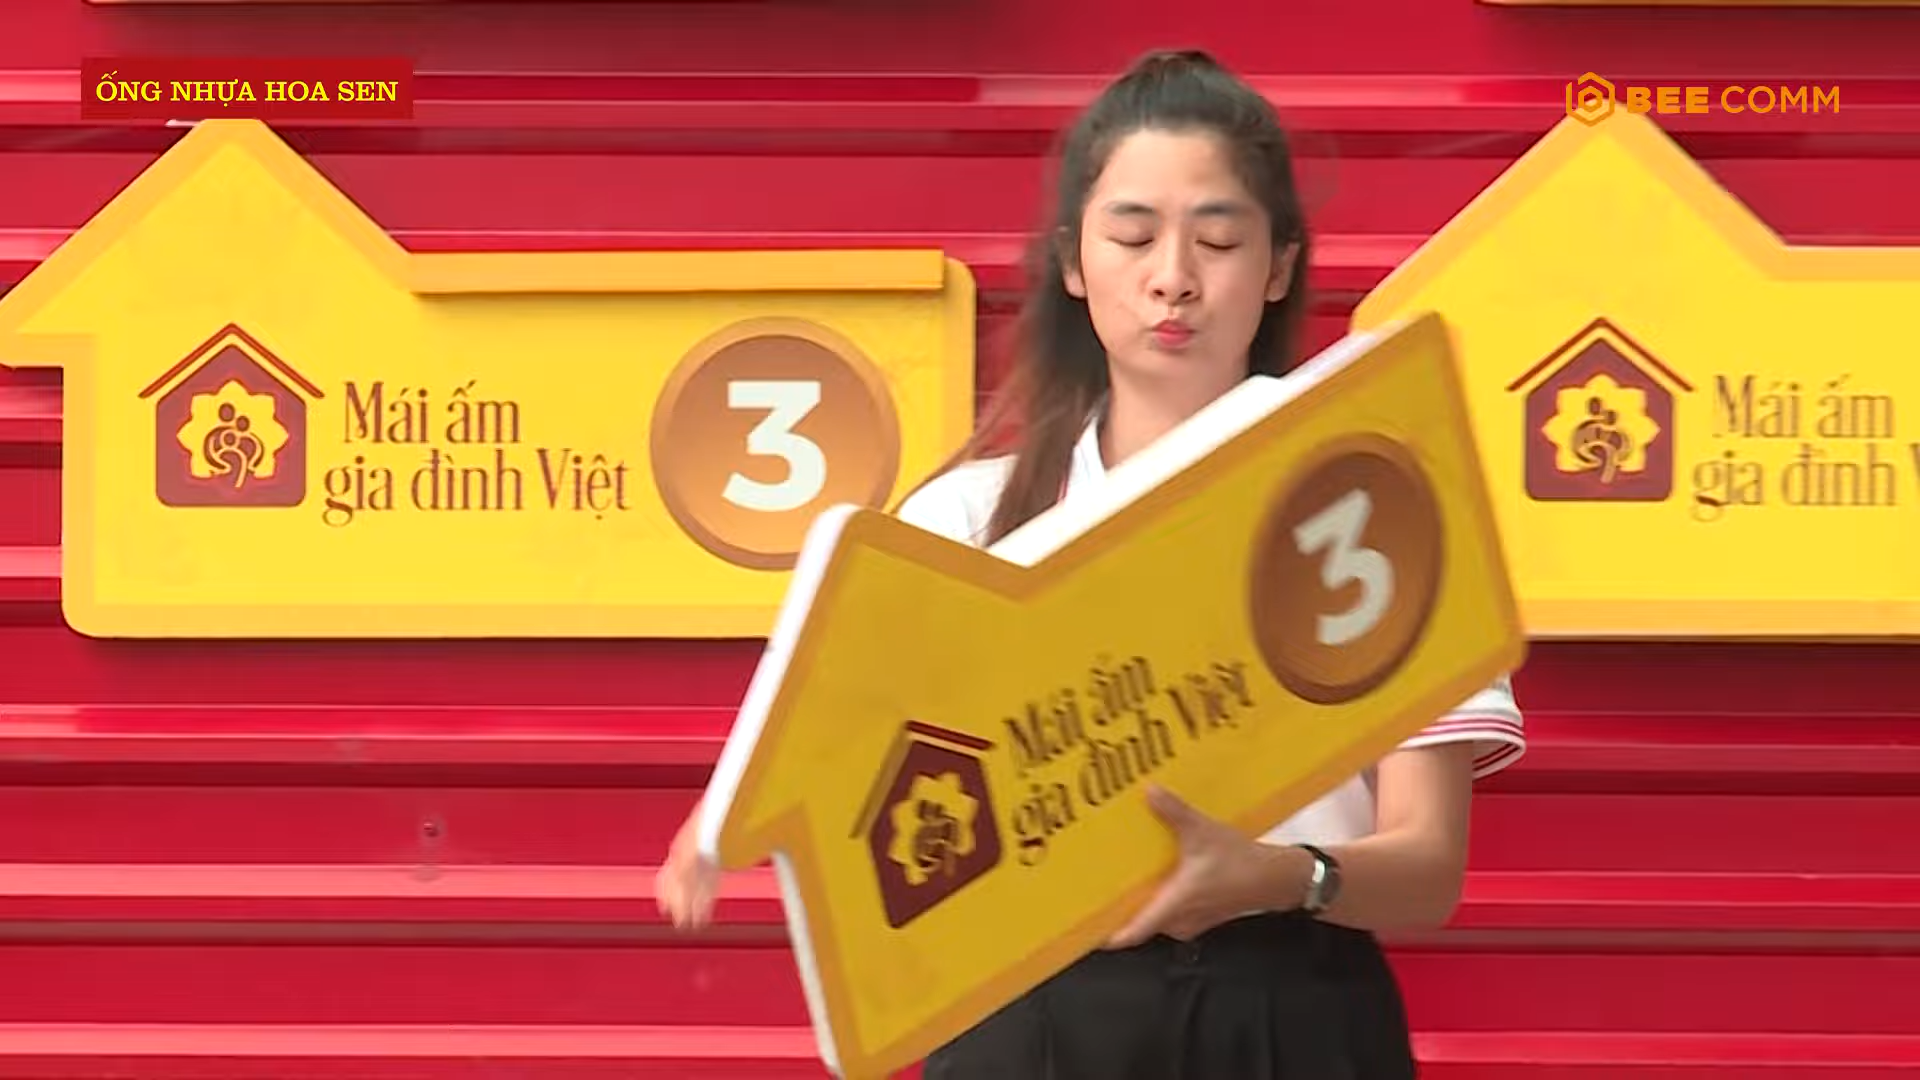 ỐNG NHỰA HOA SEN
BEE COMM
Mái ấm
gia đình Việt
3
Mái ấm
gia đình Việt
3
Mái ấm
gia đình